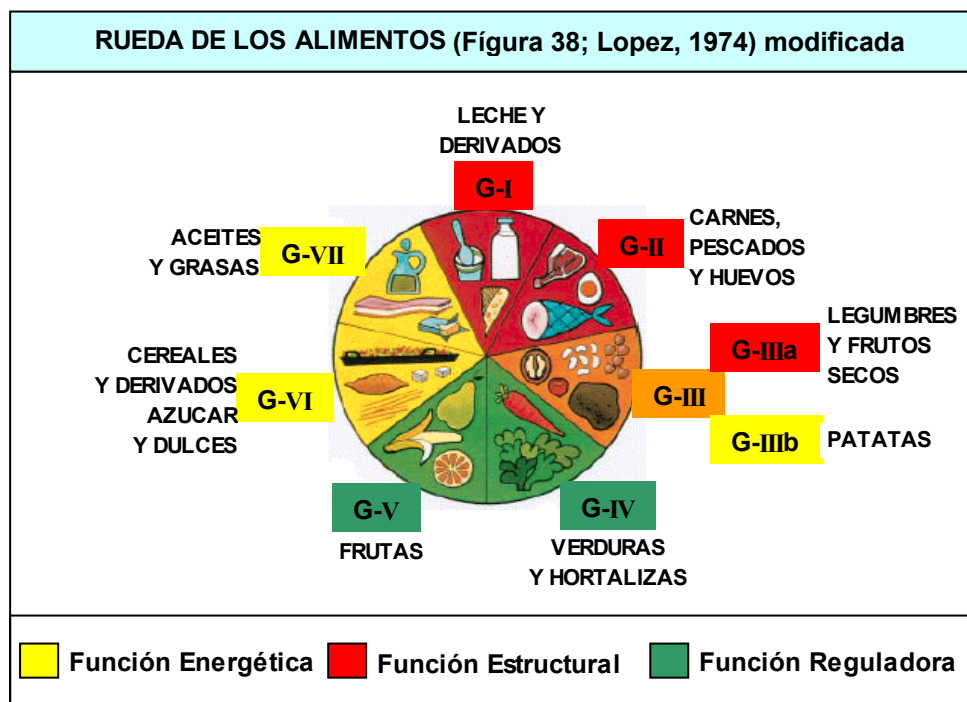 RUEDA DE LOS ALIMENTOS (Fígura 38; Lopez, 1974) modificada
LECHE Y
DERIVADOS
G-I
ACEITES
Y GRASAS
G-VII
G-II
CARNES,
PESCADOS
Y HUEVOS
CEREALES
Y DERIVADOS
AZUCAR
Y DULCES
G-VI
G-III
G-IIIa
LEGUMBRES
Y FRUTOS
SECOS
G-IIIb
PATATAS
G-V
FRUTAS
G-IV
VERDURAS
Y HORTALIZAS
Función Energética
Función Estructural
Función Reguladora